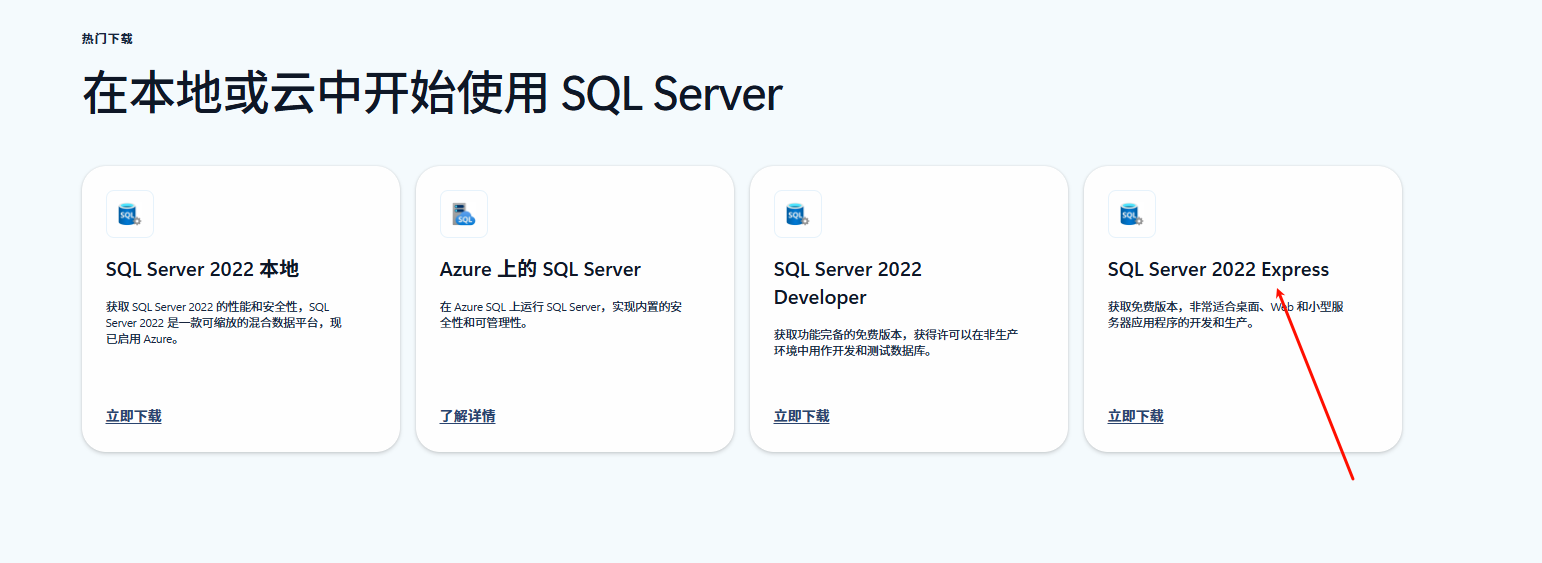 热门下载
在本地或云中开始使用 SQL Server
SQL Server 2022 本地
获取 SQL Server 2022 的性能和安全性，SQL
Server 2022 是一款可缩放的混合数据平台，现
已启用 Azure。
立即下载
Azure 上的 SQL Server
在 Azure SQL 上运行 SQL Server，实现内置的安
全性和可管理性。
了解详情
SQL Server 2022
Developer
获取功能完备的免费版本，获得许可以在非生产
环境中用作开发和测试数据库。
立即下载
SQL Server 2022 Express
获取免费版本，非常适合桌面、Web 和小型服
务器应用程序的开发和生产。
立即下载